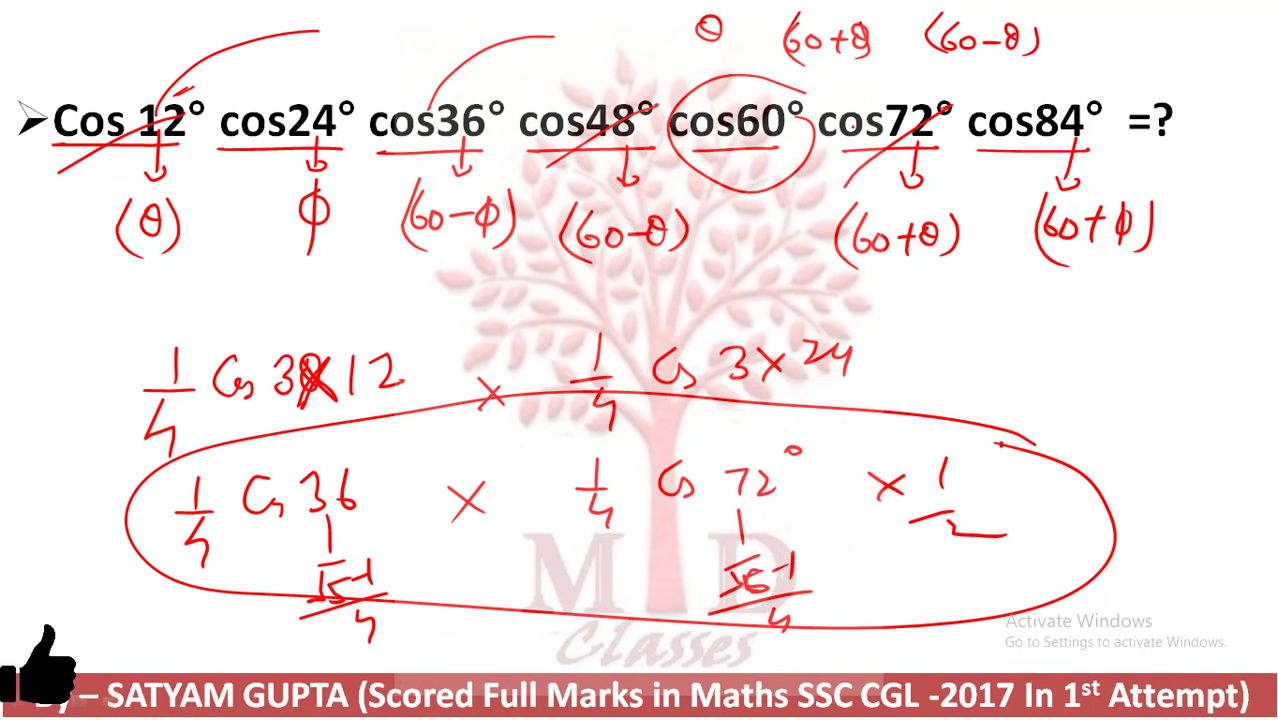 θ (60+θ) (60-θ)
➤Cos 12° cos24° cos36° cos48° cos60° cos72° cos84° =?
(θ) ϕ (60-ϕ) (60-θ) (60+θ) (60+ϕ)
1/4 Cos 3×12 × 1/4 Cos 3×24
1/4 Cos 36 × 1/4 Cos 72° × 1/2
√5-1/4 √5-1/4
M D
Classes
Activate Windows
Go to Settings to activate Windows.
– SATYAM GUPTA (Scored Full Marks in Maths SSC CGL -2017 In 1st Attempt)